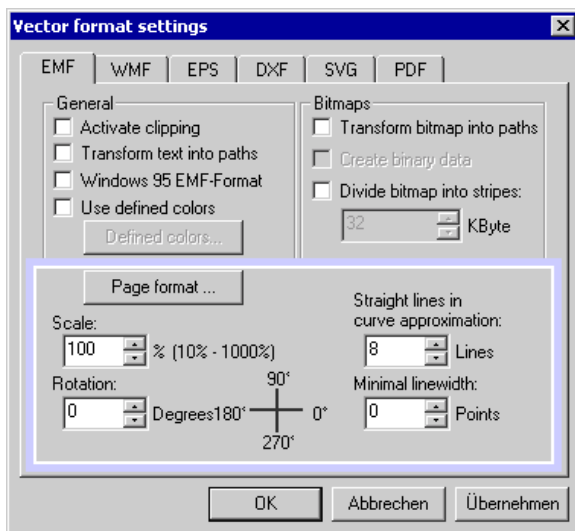 Vector format settings
EMF WMF EPS DXF SVG PDF
General
Activate clipping
Transform text into paths
Windows 95 EMF-Format
Use defined colors
Defined colors...
Bitmaps
Transform bitmap into paths
Create binary data
Divide bitmap into stripes:
32 KByte
Page format ...
Scale:
100 % (10% - 1000%)
Rotation:
0 Degrees
90°
180° 0°
270°
Straight lines in
curve approximation:
8 Lines
Minimal linewidth:
0 Points
OK Abbrechen Übernehmen